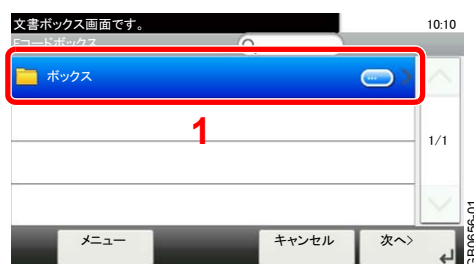 文書ボックス画面です。
10:10
Fコードボックス
ボックス
...
1
1/1
メニュー
キャンセル
次へ>
GB0656-01